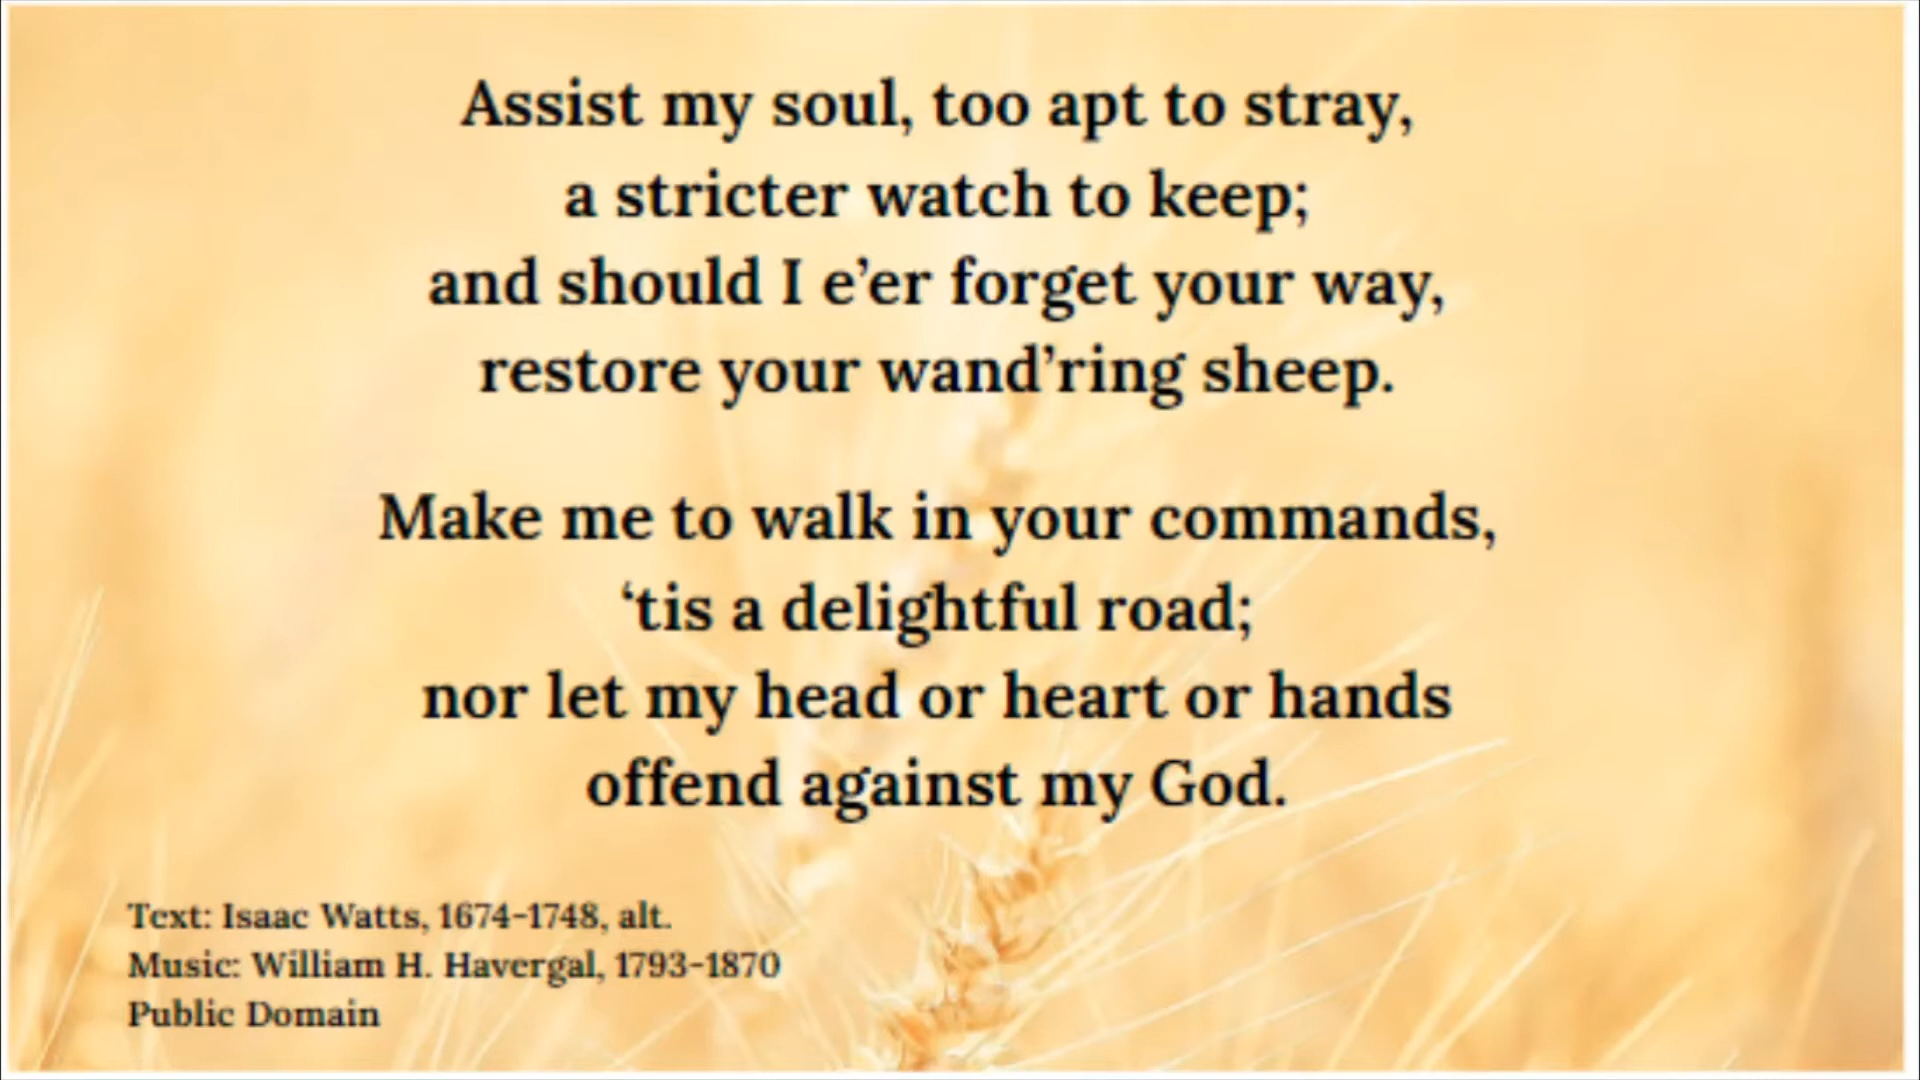 Assist my soul, too apt to stray,
a stricter watch to keep;
and should I e’er forget your way,
restore your wand’ring sheep.
Make me to walk in your commands,
‘tis a delightful road;
nor let my head or heart or hands
offend against my God.
Text: Isaac Watts, 1674-1748, alt.
Music: William H. Havergal, 1793-1870
Public Domain